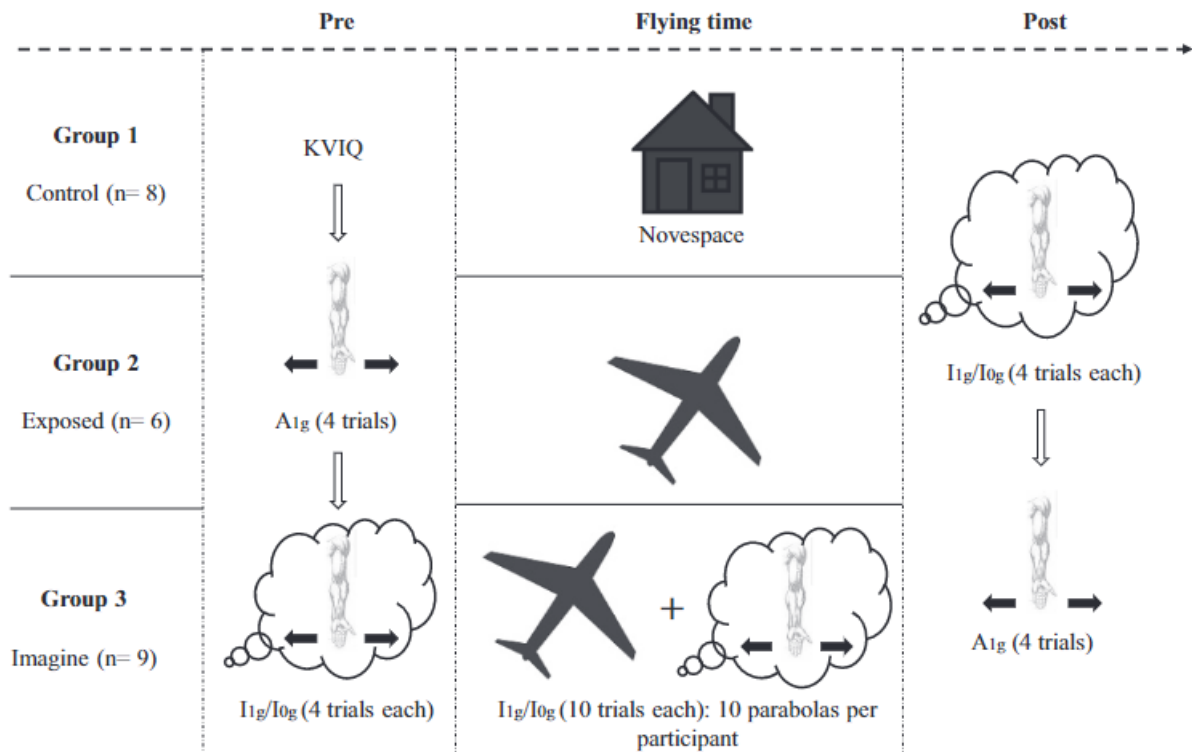 Pre
Flying time
Post
Group 1
Control (n= 8)
Group 2
Exposed (n= 6)
Group 3
Imagine (n= 9)
KVIQ
A1g (4 trials)
I1g/I0g (4 trials each)
Novespace
+
I1g/I0g (10 trials each): 10 parabolas per
participant
I1g/I0g (4 trials each)
A1g (4 trials)